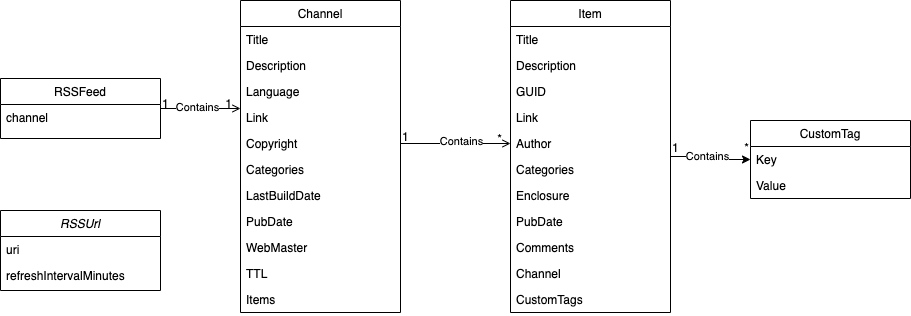 RSSFeed
channel
RSSUrl
uri
refreshIntervalMinutes
1 Contains 1
Channel
Title
Description
Language
Link
Copyright
Categories
LastBuildDate
PubDate
WebMaster
TTL
Items
1 Contains *
Item
Title
Description
GUID
Link
Author
Categories
Enclosure
PubDate
Comments
Channel
CustomTags
1 Contains *
CustomTag
Key
Value